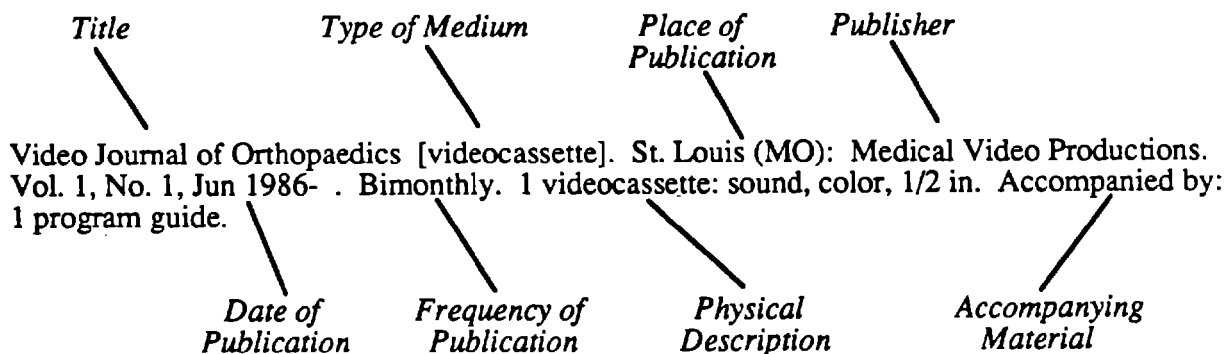 Title Type of Medium Place of Publication Publisher
Video Journal of Orthopaedics [videocassette]. St. Louis (MO): Medical Video Productions.
Vol. 1, No. 1, Jun 1986- . Bimonthly. 1 videocassette: sound, color, 1/2 in. Accompanied by:
1 program guide.
Date of Publication Frequency of Publication Physical Description Accompanying Material